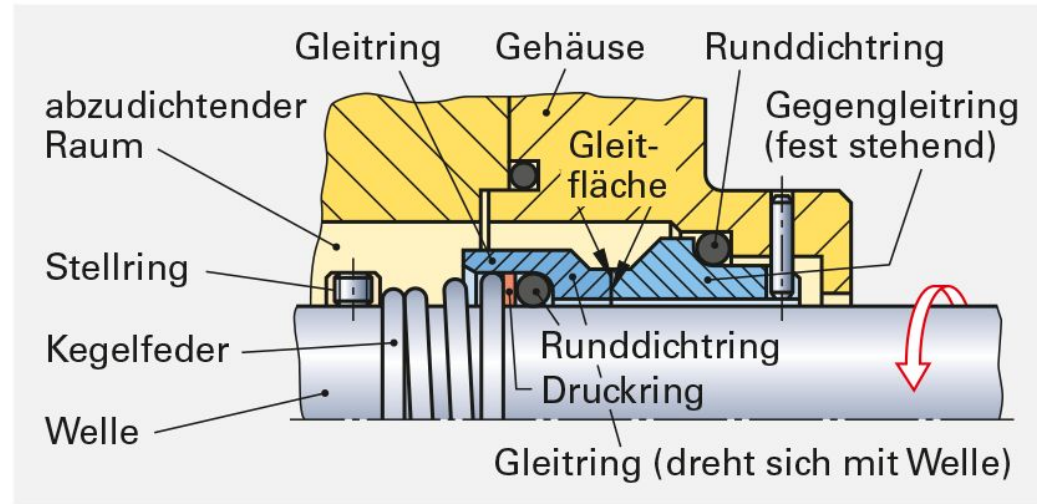 Gleitring
Gehäuse
Runddichtring
abzudichtender
Raum
Gleit-
fläche
Gegengleitring
(fest stehend)
Stellring
Kegelfeder
Runddichtring
Druckring
Welle
Gleitring (dreht sich mit Welle)